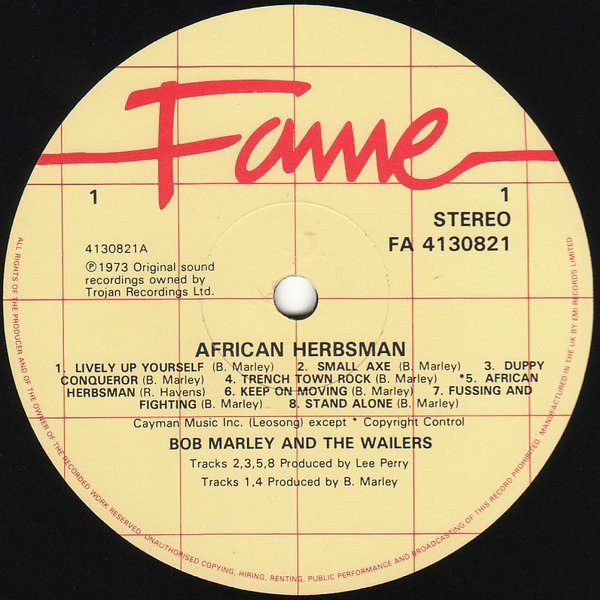 Fame
1
1
STEREO
FA 4130821
4130821A
℗1973 Original sound
recordings owned by
Trojan Recordings Ltd.
AFRICAN HERBSMAN
1. LIVELY UP YOURSELF (B. Marley) 2. SMALL AXE (B. Marley) 3. DUPPY
CONQUEROR (B. Marley) 4. TRENCH TOWN ROCK (B. Marley) *5. AFRICAN
HERBSMAN (R. Havens) 6. KEEP ON MOVING (B. Marley) 7. FUSSING AND
FIGHTING (B. Marley) 8. STAND ALONE (B. Marley)
Cayman Music Inc. (Leosong) except * Copyright Control
BOB MARLEY AND THE WAILERS
Tracks 2,3,5,8 Produced by Lee Perry
Tracks 1,4 Produced by B. Marley
ALL RIGHTS OF THE PRODUCER AND OF THE OWNER OF THE RECORDED WORK RESERVED. UNAUTHORISED COPYING, HIRING, RENTING, PUBLIC PERFORMANCE AND BROADCASTING OF THIS RECORD PROHIBITED. MANUFACTURED IN THE UK BY EMI RECORDS LIMITED